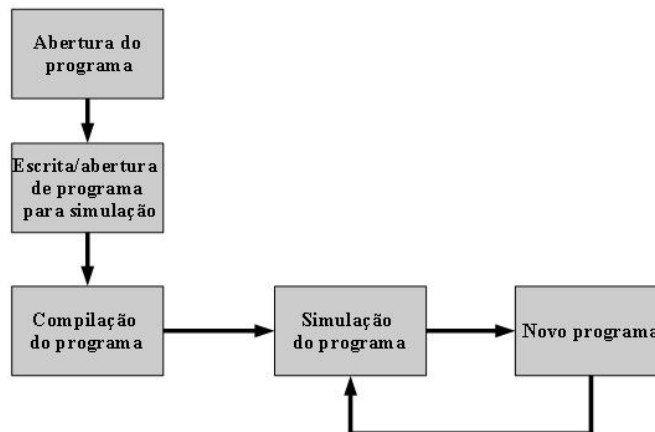 Abertura do
programa
Escrita/abertura
de programa
para simulação
Compilação
do programa
Simulação
do programa
Novo programa